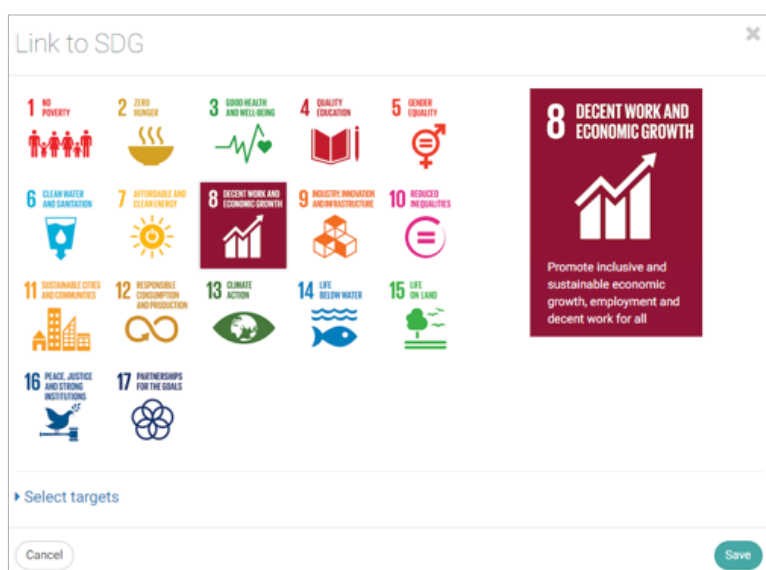 Link to SDG
1 NO POVERTY
2 ZERO HUNGER
3 GOOD HEALTH AND WELL-BEING
4 QUALITY EDUCATION
5 GENDER EQUALITY
6 CLEAN WATER AND SANITATION
7 AFFORDABLE AND CLEAN ENERGY
8 DECENT WORK AND ECONOMIC GROWTH
9 INDUSTRY, INNOVATION AND INFRASTRUCTURE
10 REDUCED INEQUALITIES
11 SUSTAINABLE CITIES AND COMMUNITIES
12 RESPONSIBLE CONSUMPTION AND PRODUCTION
13 CLIMATE ACTION
14 LIFE BELOW WATER
15 LIFE ON LAND
16 PEACE, JUSTICE AND STRONG INSTITUTIONS
17 PARTNERSHIPS FOR THE GOALS
8 DECENT WORK AND
ECONOMIC GROWTH
Promote inclusive and
sustainable economic
growth, employment and
decent work for all
Select targets
Cancel
Save